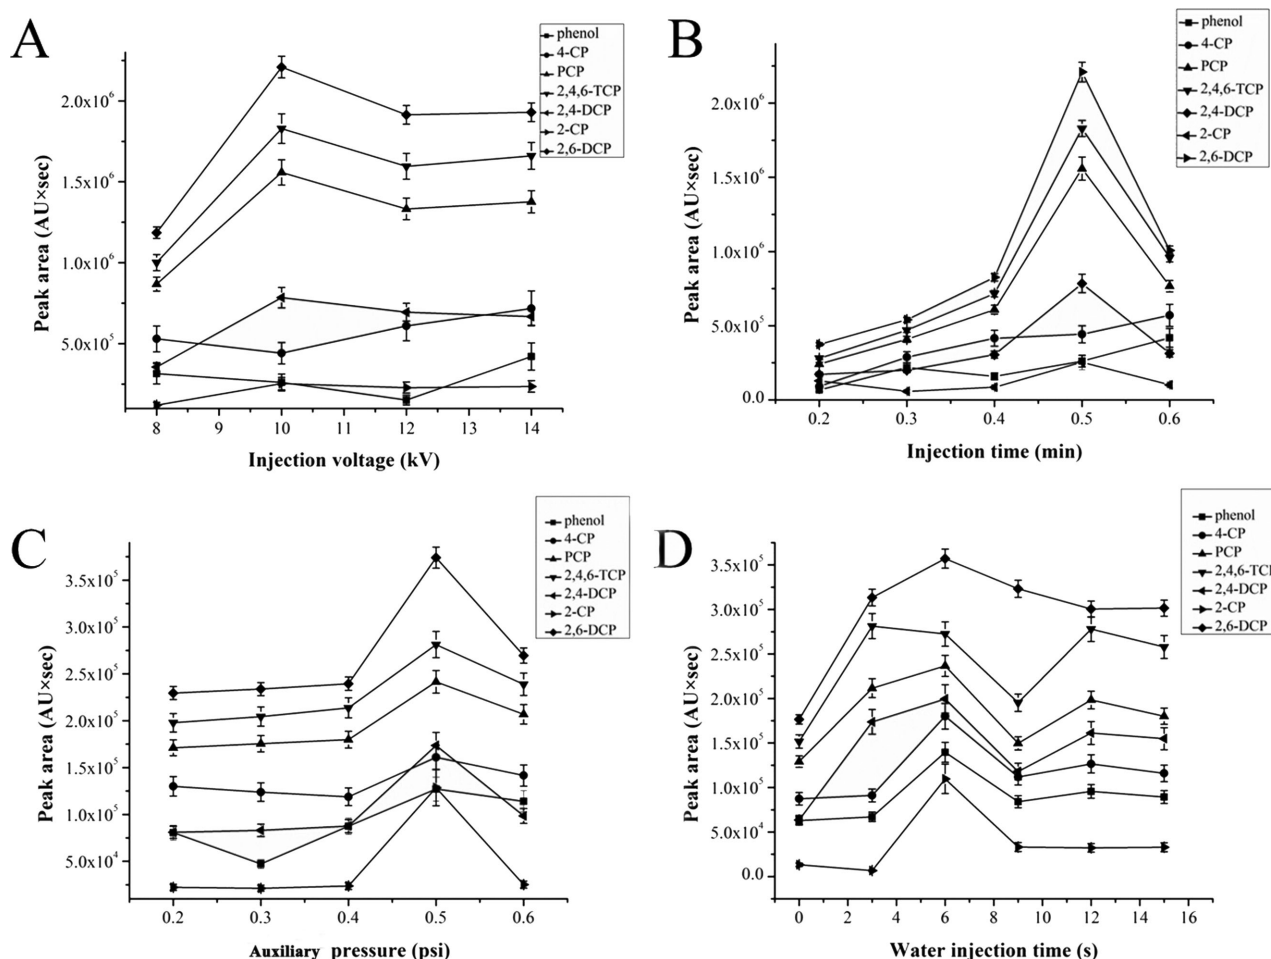 A
phenol
4-CP
PCP
2,4,6-TCP
2,4-DCP
2-CP
2,6-DCP
2.0x10⁶
1.5x10⁶
1.0x10⁶
5.0x10⁵
Peak area (AU×sec)
8 9 10 11 12 13 14
Injection voltage (kV)
B
phenol
4-CP
PCP
2,4,6-TCP
2,4-DCP
2-CP
2,6-DCP
2.0x10⁶
1.5x10⁶
1.0x10⁶
5.0x10⁵
0.0
Peak area (AU×sec)
0.2 0.3 0.4 0.5 0.6
Injection time (min)
C
phenol
4-CP
PCP
2,4,6-TCP
2,4-DCP
2-CP
2,6-DCP
3.5x10⁵
3.0x10⁵
2.5x10⁵
2.0x10⁵
1.5x10⁵
1.0x10⁵
5.0x10⁴
Peak area (AU×sec)
0.2 0.3 0.4 0.5 0.6
Auxiliary pressure (psi)
D
phenol
4-CP
PCP
2,4,6-TCP
2,4-DCP
2-CP
2,6-DCP
3.5x10⁵
3.0x10⁵
2.5x10⁵
2.0x10⁵
1.5x10⁵
1.0x10⁵
5.0x10⁴
0.0
Peak area (AU×sec)
0 2 4 6 8 10 12 14 16
Water injection time (s)